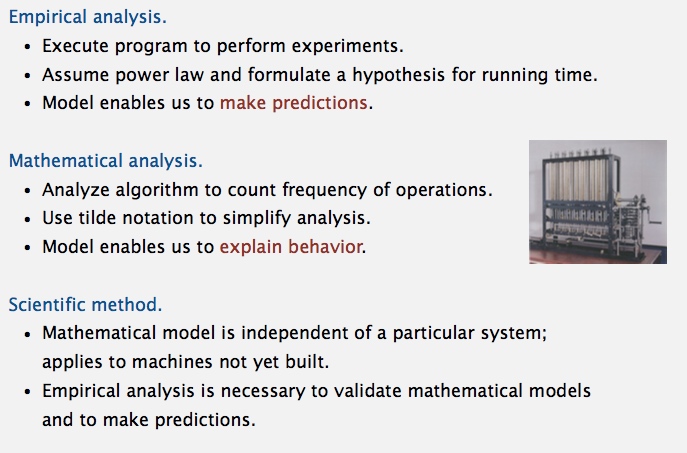 Empirical analysis.
• Execute program to perform experiments.
• Assume power law and formulate a hypothesis for running time.
• Model enables us to make predictions.
Mathematical analysis.
• Analyze algorithm to count frequency of operations.
• Use tilde notation to simplify analysis.
• Model enables us to explain behavior.
Scientific method.
• Mathematical model is independent of a particular system;
applies to machines not yet built.
• Empirical analysis is necessary to validate mathematical models
and to make predictions.